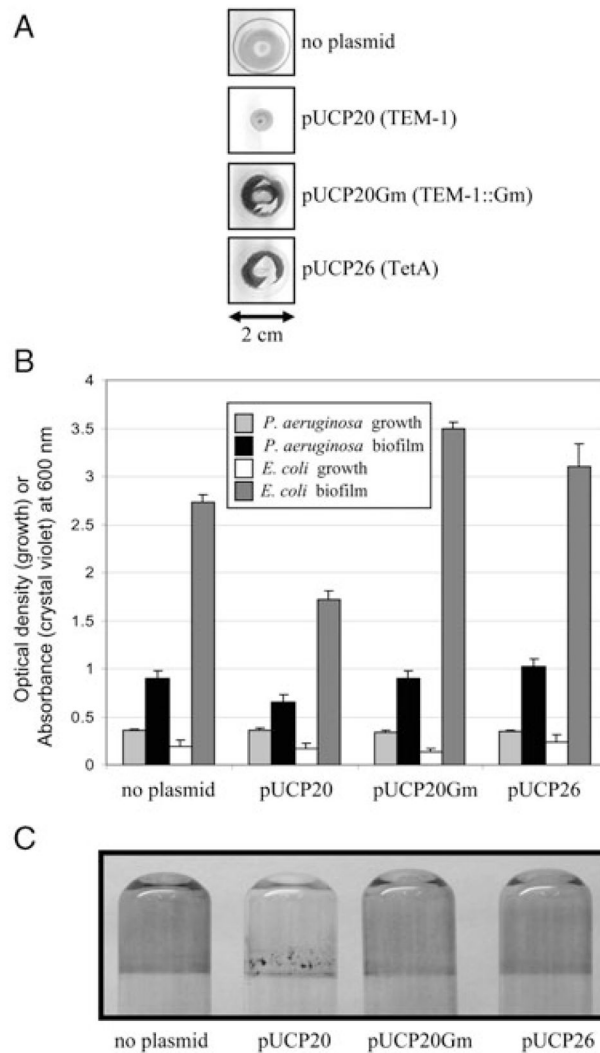 A
no plasmid
pUCP20 (TEM-1)
pUCP20Gm (TEM-1::Gm)
pUCP26 (TetA)
2 cm
B
Optical density (growth) or
Absorbance (crystal violet) at 600 nm
4
3.5
3
2.5
2
1.5
1
0.5
0
P. aeruginosa growth
P. aeruginosa biofilm
E. coli growth
E. coli biofilm
no plasmid pUCP20 pUCP20Gm pUCP26
C
no plasmid pUCP20 pUCP20Gm pUCP26